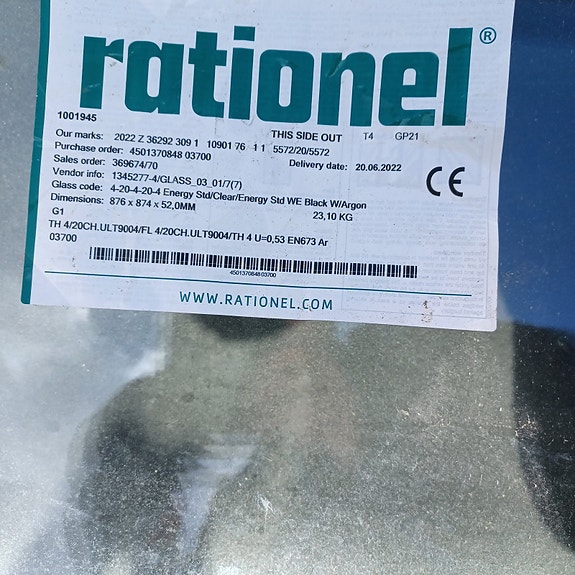 rationel®
1001945
Our marks: 2022 Z 36292 309 1 10901 76 1 1 THIS SIDE OUT T4 GP21
Purchase order: 4501370848 03700 5572/20/5572
Sales order: 369674/70 Delivery date: 20.06.2022
Vendor info: 1345277-4/GLASS_03_01/7(7) CE
Glass code: 4-20-4-20-4 Energy Std/Clear/Energy Std WE Black W/Argon
Dimensions: 876 x 874 x 52,0MM 23,10 KG
G1
TH 4/20CH.ULT9004/FL 4/20CH.ULT9004/TH 4 U=0,53 EN673 Ar
03700
4501370848 03700
WWW.RATIONEL.COM